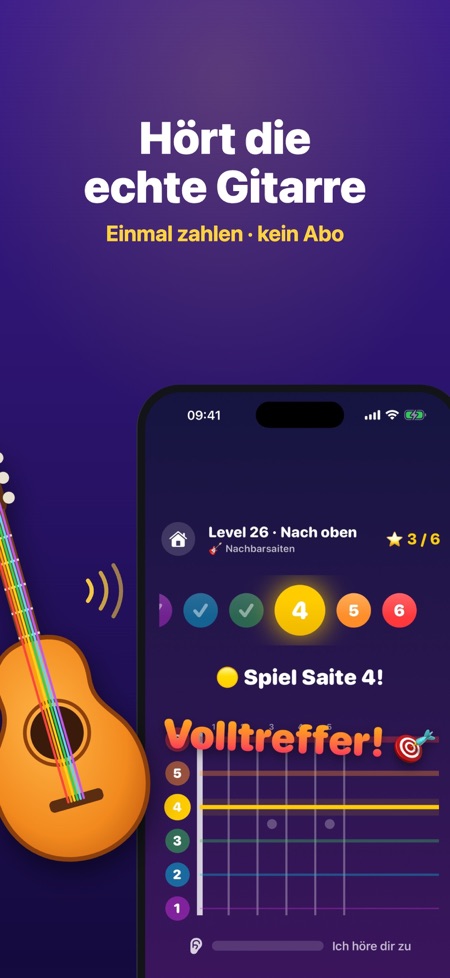 Hört die
echte Gitarre
Einmal zahlen · kein Abo
09:41
Level 26 · Nach oben
Nachbarsaiten
3 / 6
4
5
6
Spiel Saite 4!
3
Volltreffer!
5
4
3
2
1
Ich höre dir zu